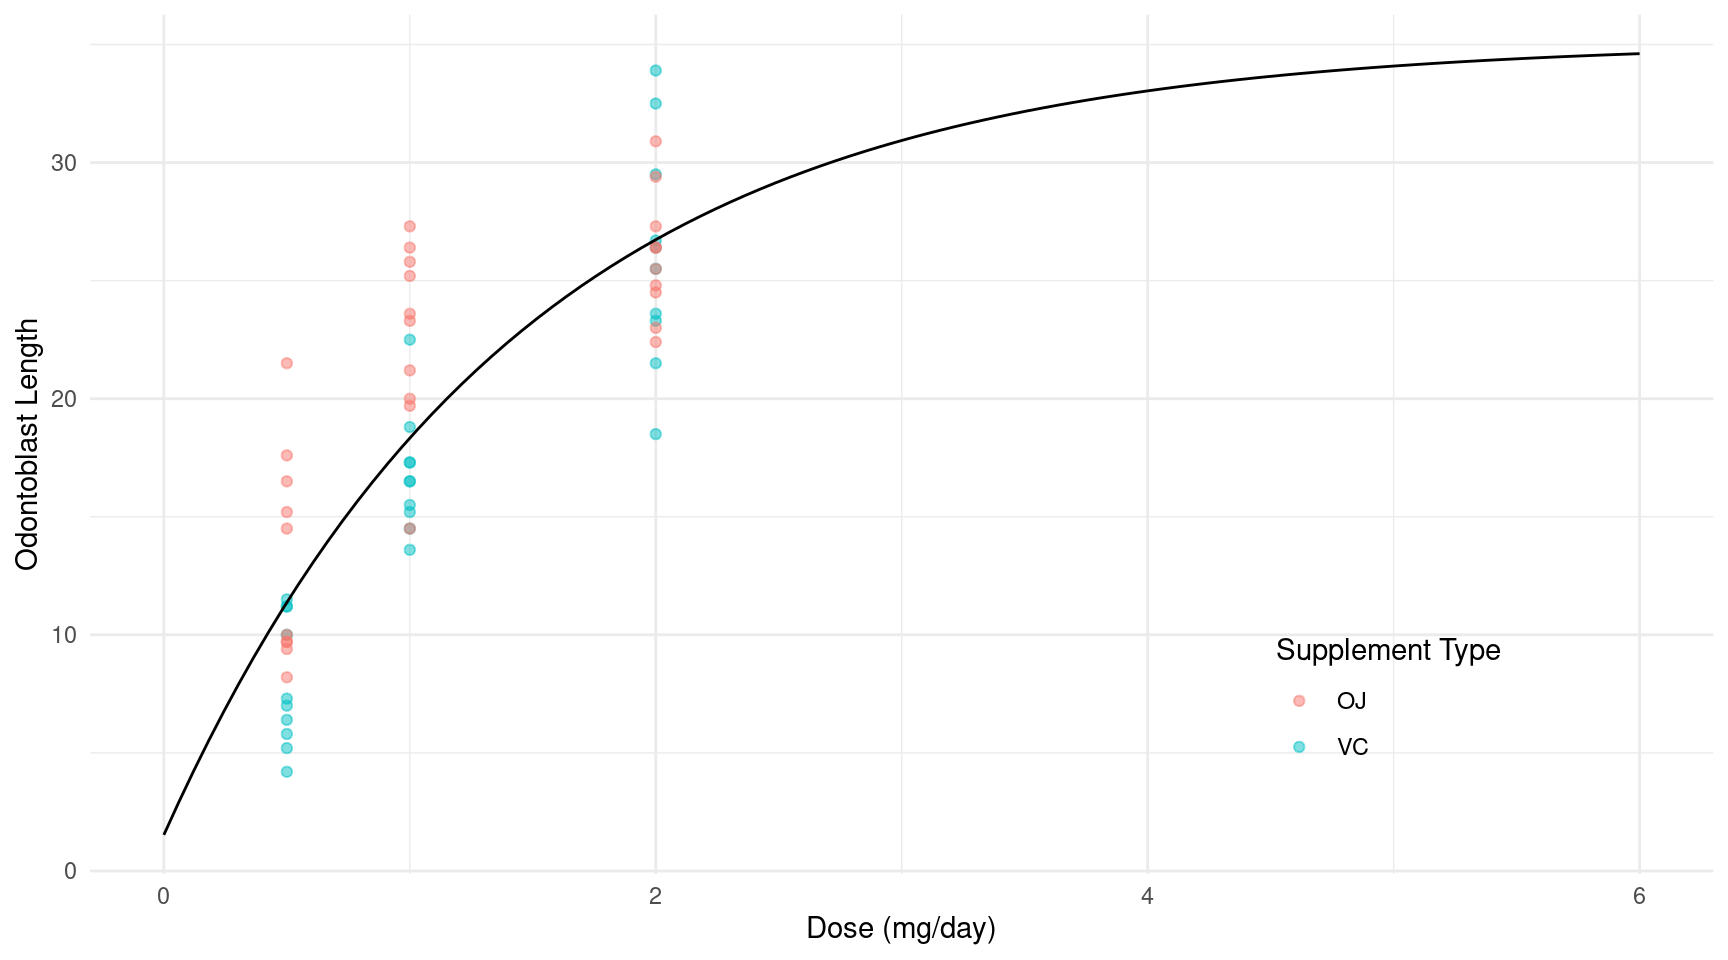 Odontoblast Length
30
20
10
0
0 2 4 6
Dose (mg/day)
Supplement Type
OJ
VC